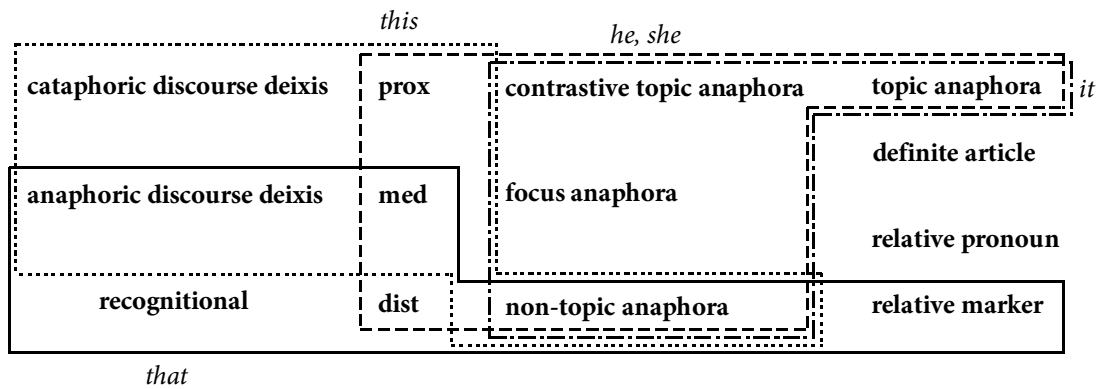 this
he, she
cataphoric discourse deixis prox contrastive topic anaphora topic anaphora it
definite article
anaphoric discourse deixis med focus anaphora
relative pronoun
recognitional dist non-topic anaphora relative marker
that